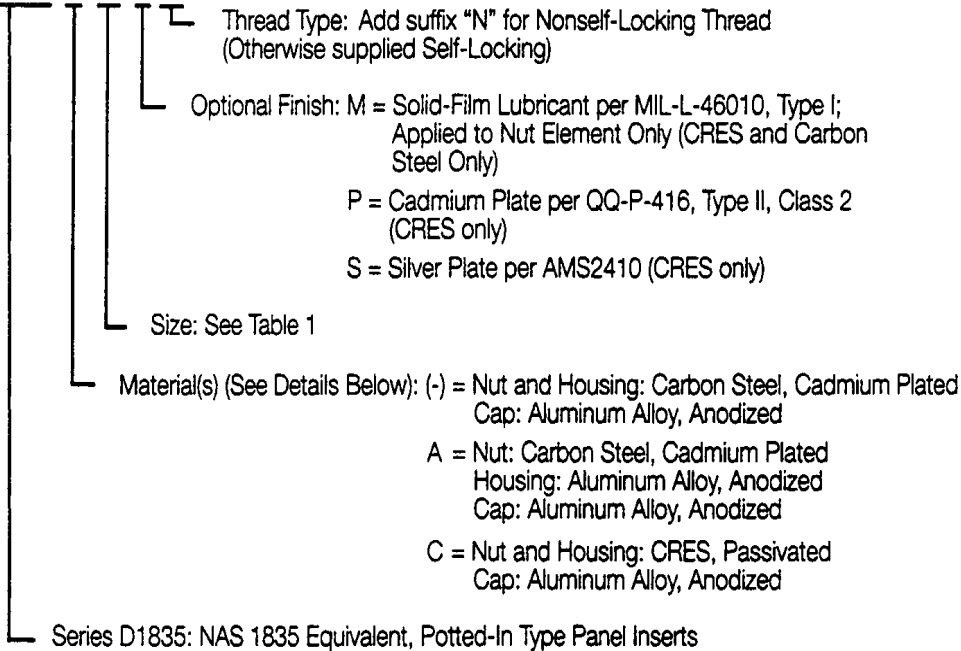 Thread Type: Add suffix “N” for Nonself-Locking Thread
(Otherwise supplied Self-Locking)
Optional Finish: M = Solid-Film Lubricant per MIL-L-46010, Type I;
Applied to Nut Element Only (CRES and Carbon
Steel Only)
P = Cadmium Plate per QQ-P-416, Type II, Class 2
(CRES only)
S = Silver Plate per AMS2410 (CRES only)
Size: See Table 1
Material(s) (See Details Below): (-) = Nut and Housing: Carbon Steel, Cadmium Plated
Cap: Aluminum Alloy, Anodized
A = Nut: Carbon Steel, Cadmium Plated
Housing: Aluminum Alloy, Anodized
Cap: Aluminum Alloy, Anodized
C = Nut and Housing: CRES, Passivated
Cap: Aluminum Alloy, Anodized
Series D1835: NAS 1835 Equivalent, Potted-In Type Panel Inserts